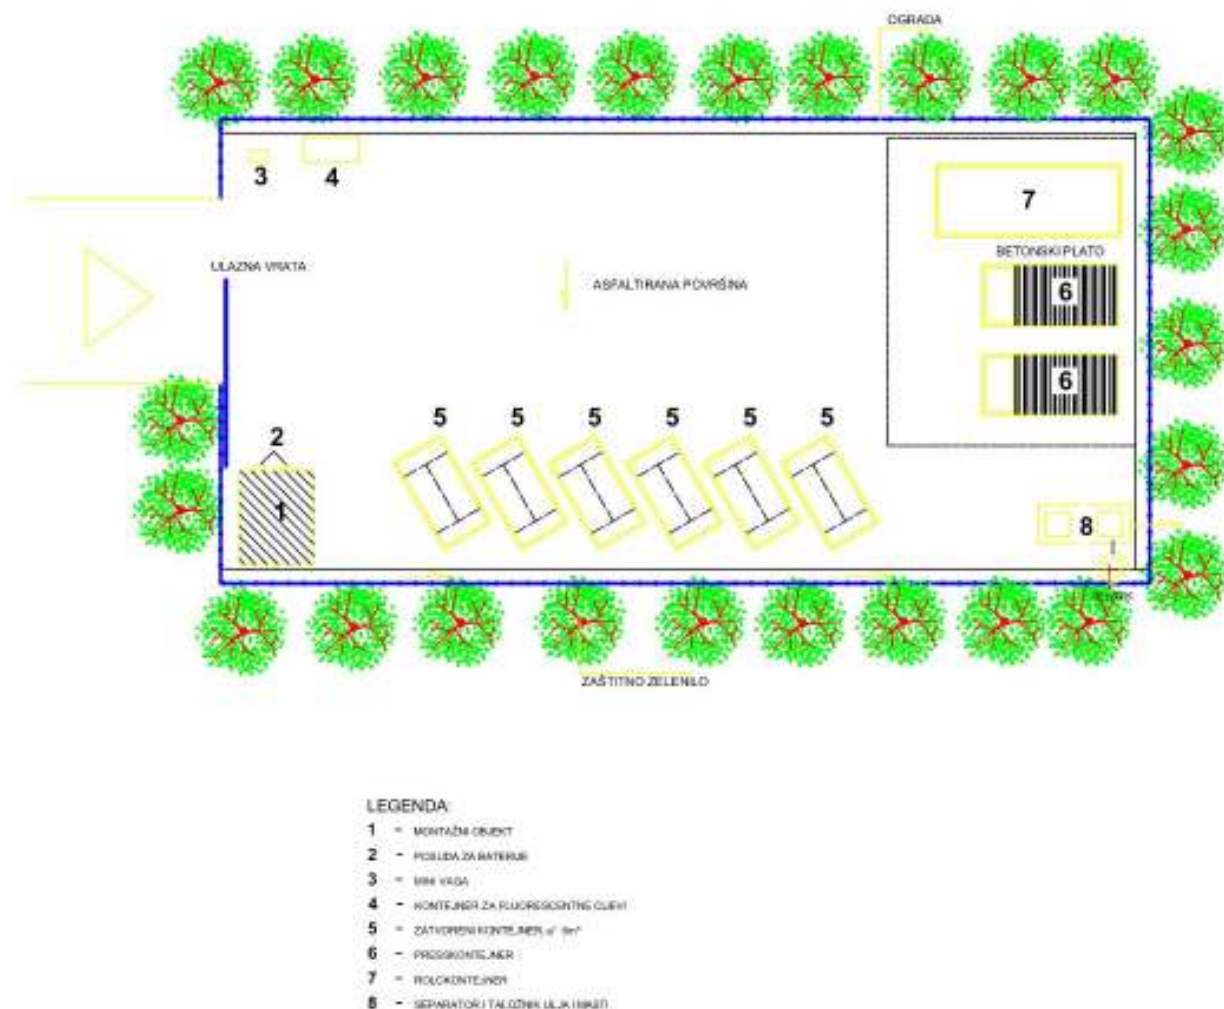 OGRADA
3
4
7
ULAZNA VRATA
BETONSKI PLATO
ASFALTIRANA POVRŠINA
6
6
5 5 5 5 5 5
2
1
8
ZAŠTITNO ZELENILO
LEGENDA:
1 - MONTAŽNI OBJEKT
2 - POSUDA ZA BATERIJE
3 - MINI VAGA
4 - KONTEJNER ZA FLUORESCENTNE CIJEVI
5 - ZATVORENI KONTEJNER
6 - PRESSKONTEJNER
7 - ROLOKONTEJNER
8 - SEPARATOR I TALOŽNIK ULJA I MASTI